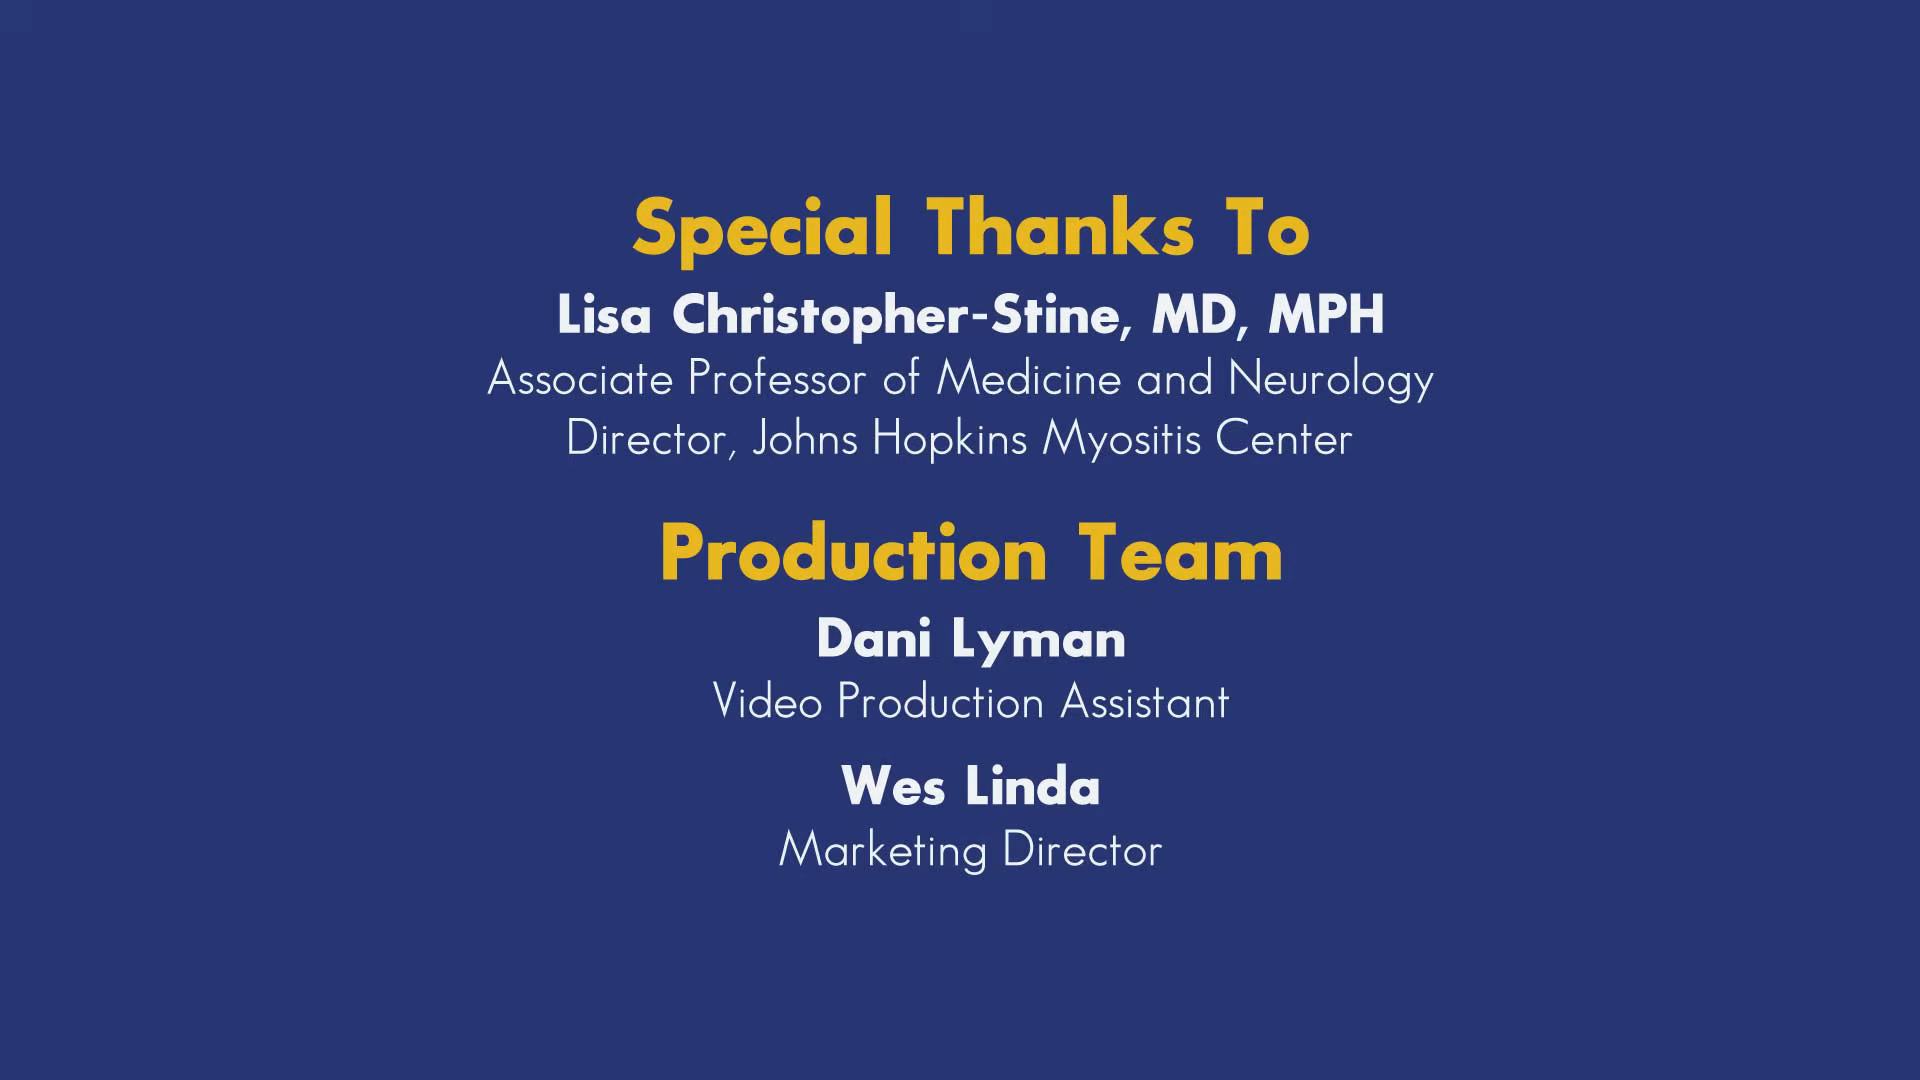 Special Thanks To
Lisa Christopher-Stine, MD, MPH
Associate Professor of Medicine and Neurology
Director, Johns Hopkins Myositis Center
Production Team
Dani Lyman
Video Production Assistant
Wes Linda
Marketing Director